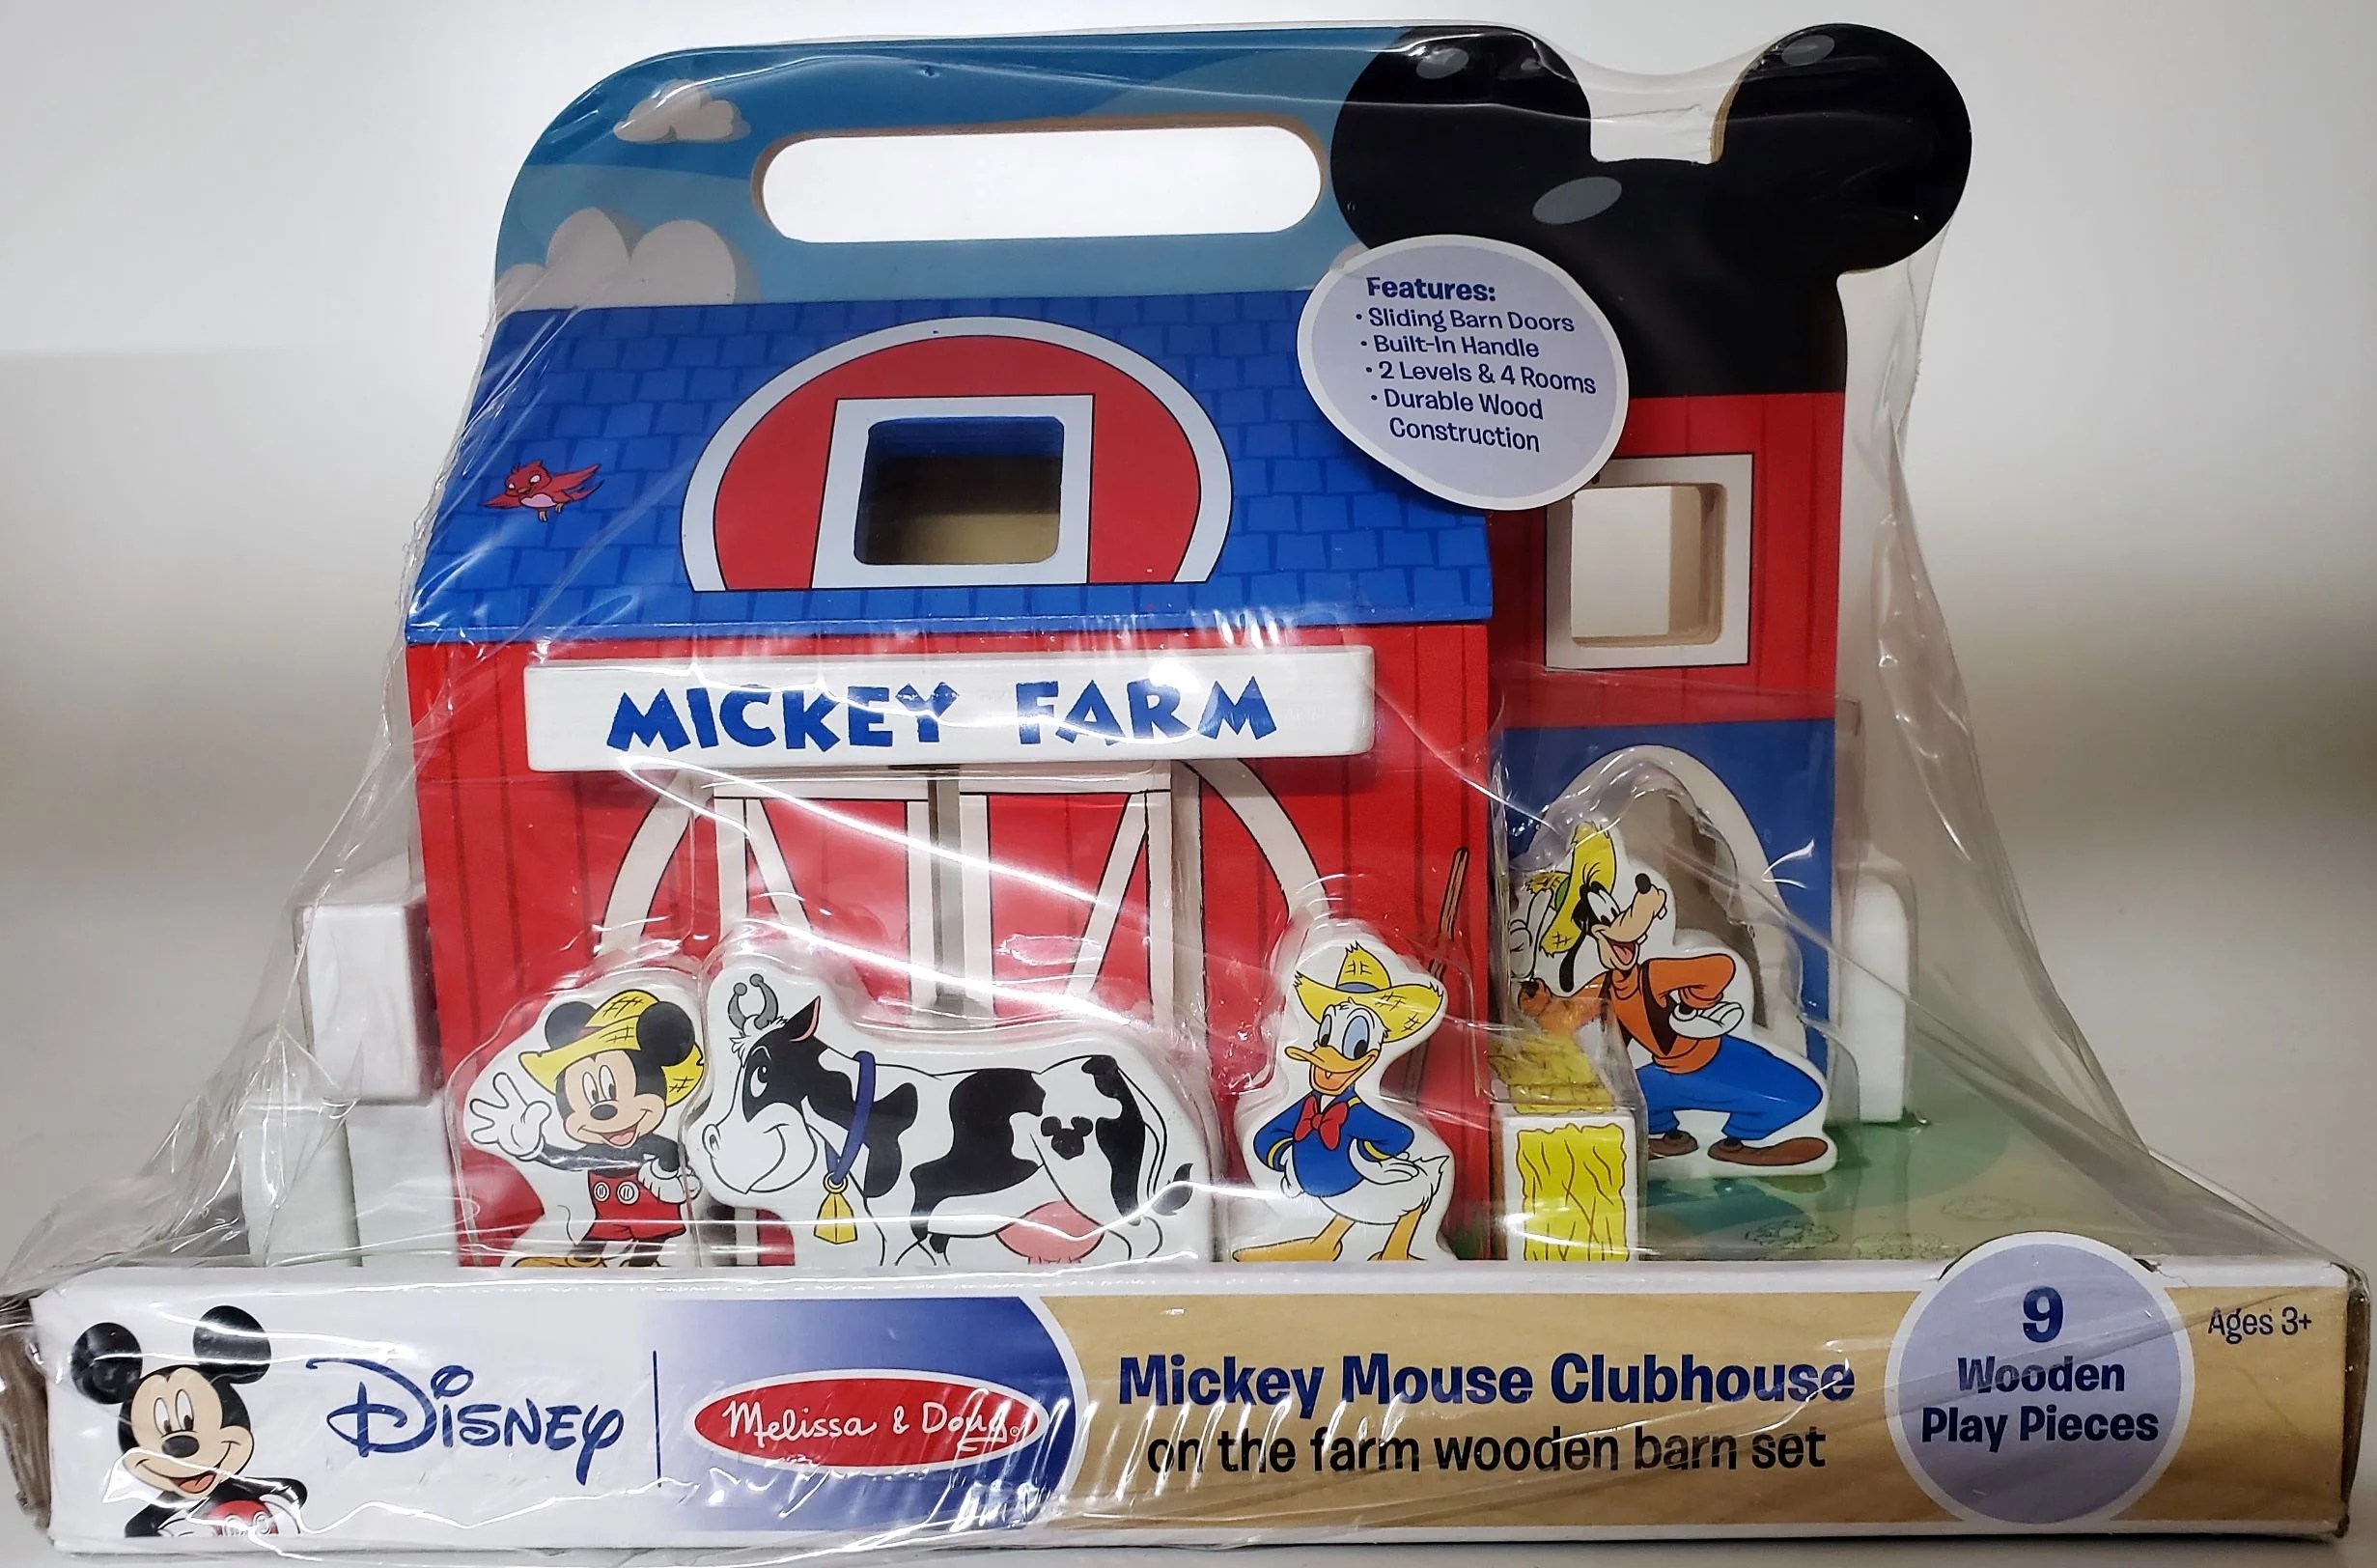 Features:
• Sliding Barn Doors
• Built-In Handle
• 2 Levels & 4 Rooms
• Durable Wood
Construction
MICKEY FARM
Disney
Melissa & Doug®
Mickey Mouse Clubhouse
on the farm wooden barn set
9
Wooden
Play Pieces
Ages 3+